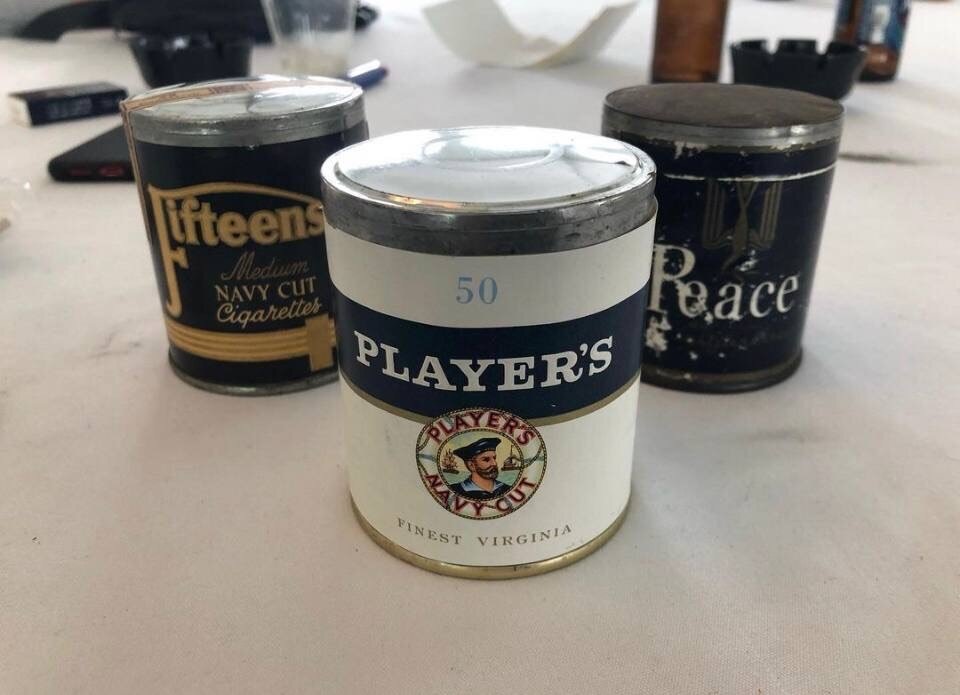 Fifteens
Medium
NAVY CUT
Cigarettes
50
PLAYER'S
PLAYER'S
NAVY CUT
FINEST VIRGINIA
Peace